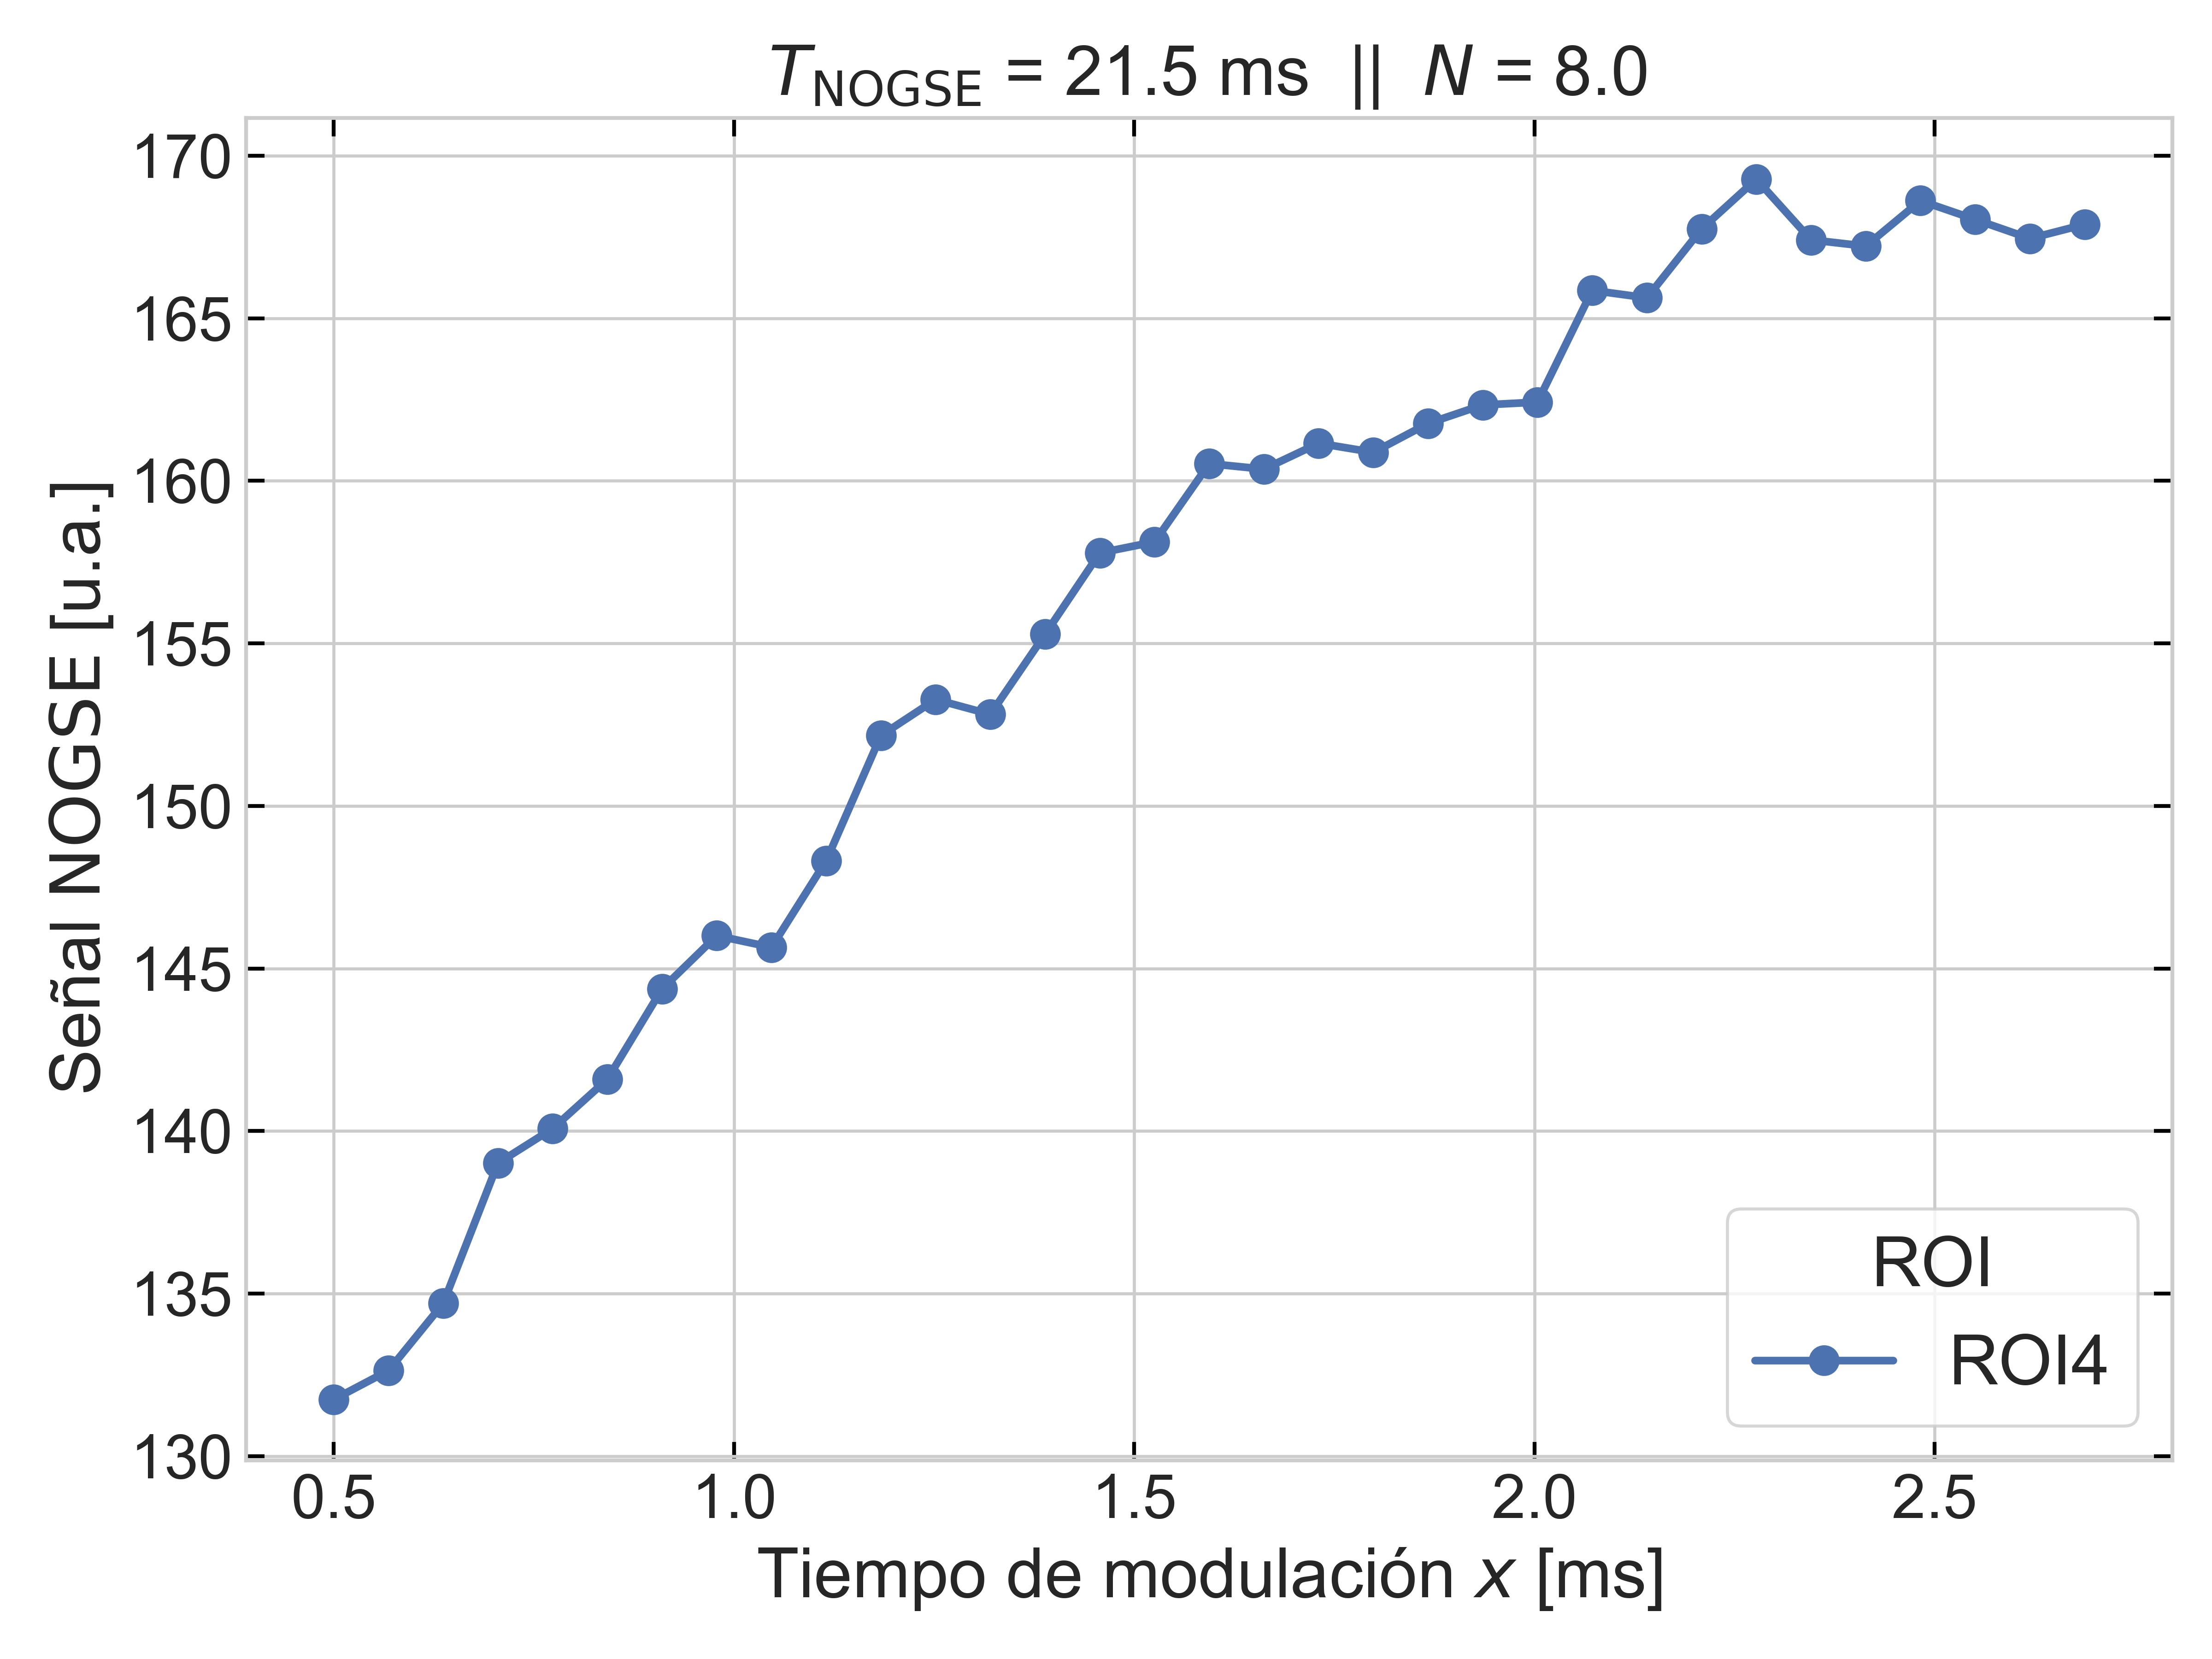 T_NOGSE = 21.5 ms || N = 8.0
Señal NOGSE [u.a.]
170
165
160
155
150
145
140
135
130
ROI
ROI4
0.5 1.0 1.5 2.0 2.5
Tiempo de modulación x [ms]